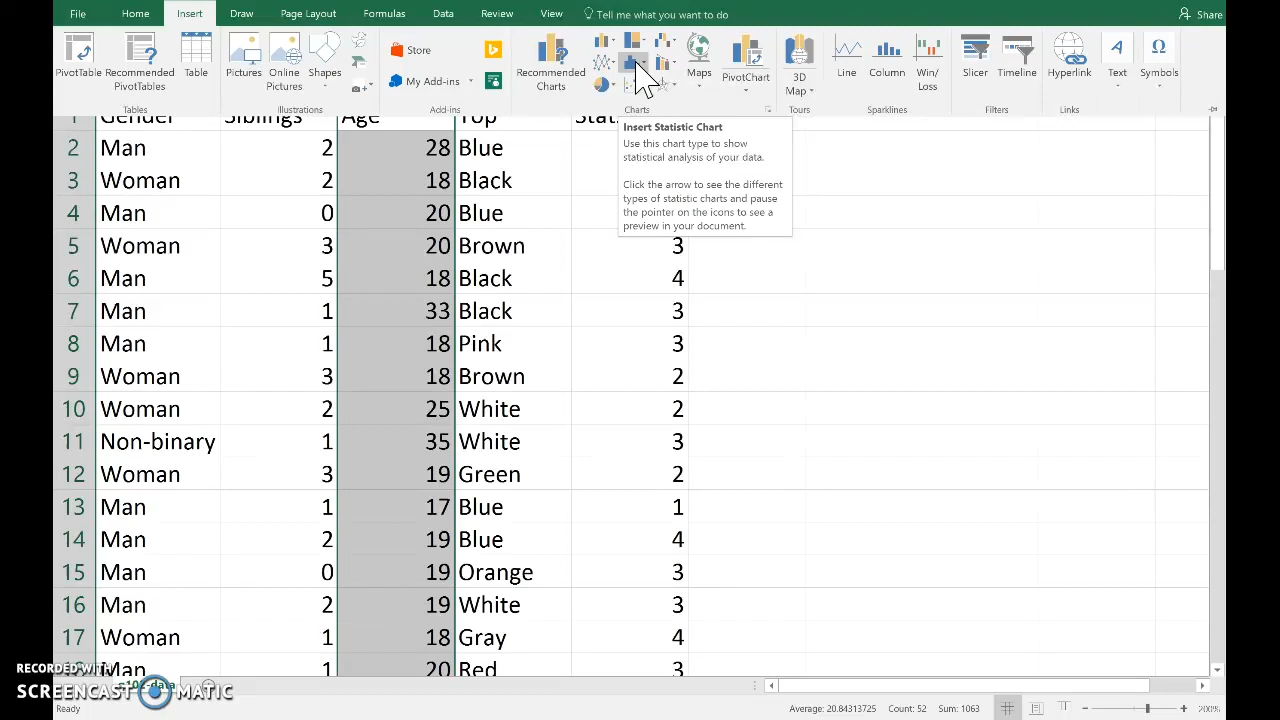 File Home Insert Draw Page Layout Formulas Data Review View Tell me what you want to do Share
PivotTable Recommended PivotTables Table
Tables
Pictures Online Pictures Shapes
Illustrations
Store
My Add-ins
Add-ins
Recommended Charts
Maps PivotChart
Charts
3D Map
Tours
Line Column Win Loss
Sparklines
Slicer Timeline
Filters
Hyperlink
Links
Text Symbols
Insert Statistic Chart
Use this chart type to show
statistical analysis of your data.
Click the arrow to see the different
types of statistic charts and pause
the pointer on the icons to see a
preview in your document.
1 Gender Siblings Age Top
2 Man 2 28 Blue
3 Woman 2 18 Black
4 Man 0 20 Blue
5 Woman 3 20 Brown 3
6 Man 5 18 Black 4
7 Man 1 33 Black 3
8 Man 1 18 Pink 3
9 Woman 3 18 Brown 2
10 Woman 2 25 White 2
11 Non-binary 1 35 White 3
12 Woman 3 19 Green 2
13 Man 1 17 Blue 1
14 Man 2 19 Blue 4
15 Man 0 19 Orange 3
16 Man 2 19 White 3
17 Woman 1 18 Gray 4
Man 1 20 Red 3
RECORDED WITH
SCREENCAST MATIC
Ready Average: 20.84313725 Count: 52 Sum: 1063 200%